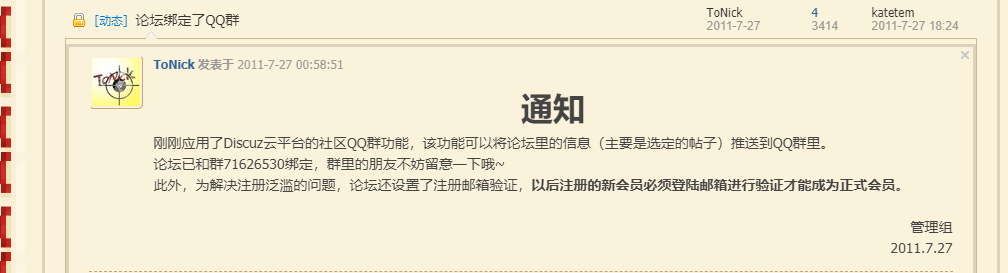 [动态] 论坛绑定了QQ群 ToNick 4 katetem
2011-7-27 3414 2011-7-27 18:24
ToNick 发表于 2011-7-27 00:58:51
ToNick
通知
刚刚应用了Discuz云平台的社区QQ群功能，该功能可以将论坛里的信息（主要是选定的帖子）推送到QQ群里。
论坛已和群71626530绑定，群里的朋友不妨留意一下哦~
此外，为解决注册泛滥的问题，论坛还设置了注册邮箱验证，以后注册的新会员必须登陆邮箱进行验证才能成为正式会员。
管理组
2011.7.27